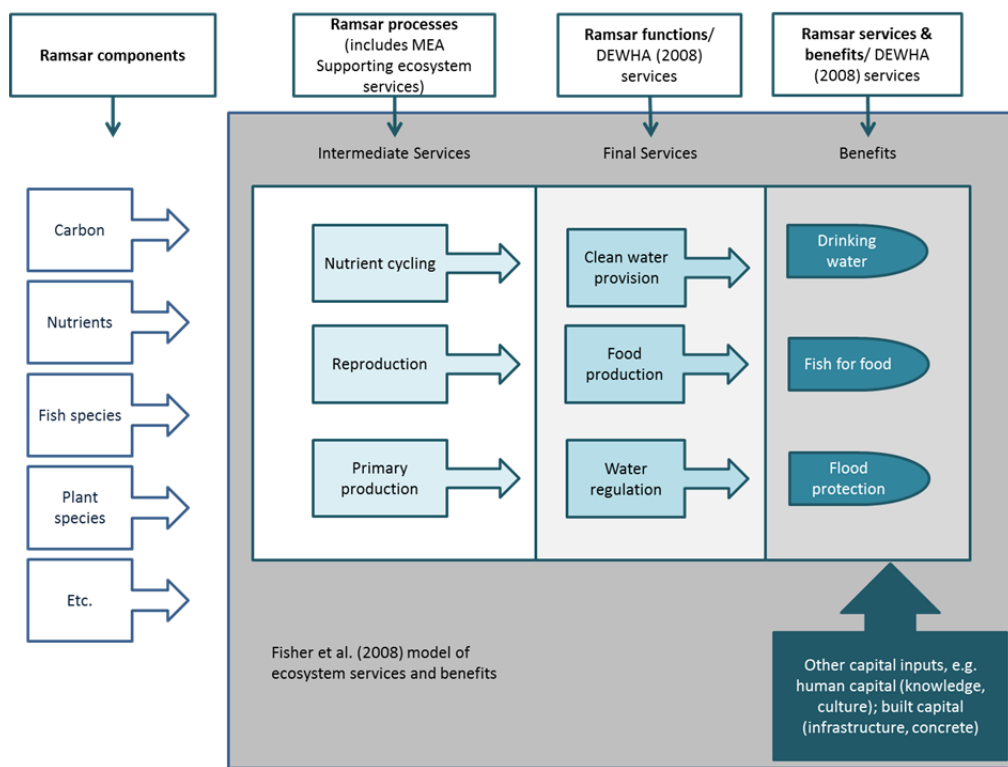 Ramsar components
Ramsar processes
(includes MEA
Supporting ecosystem
services)
Ramsar functions/
DEWHA (2008)
services
Ramsar services &
benefits/ DEWHA
(2008) services
Intermediate Services
Final Services
Benefits
Carbon
Nutrients
Fish species
Plant
species
Etc.
Nutrient cycling
Reproduction
Primary
production
Clean water
provision
Food
production
Water
regulation
Drinking
water
Fish for food
Flood
protection
Fisher et al. (2008) model of
ecosystem services and benefits
Other capital inputs, e.g.
human capital (knowledge,
culture); built capital
(infrastructure, concrete)